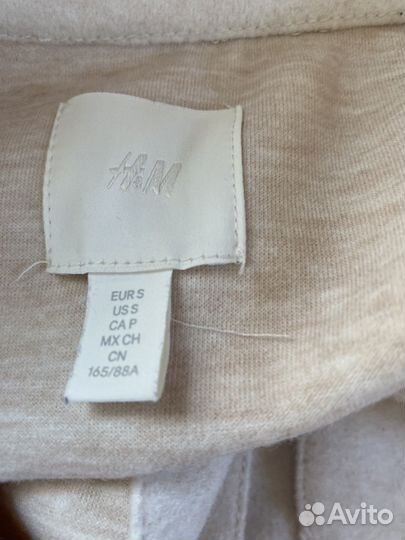 H&M
EUR S
US S
CA P
MX CH
CN
165/88A
Avito